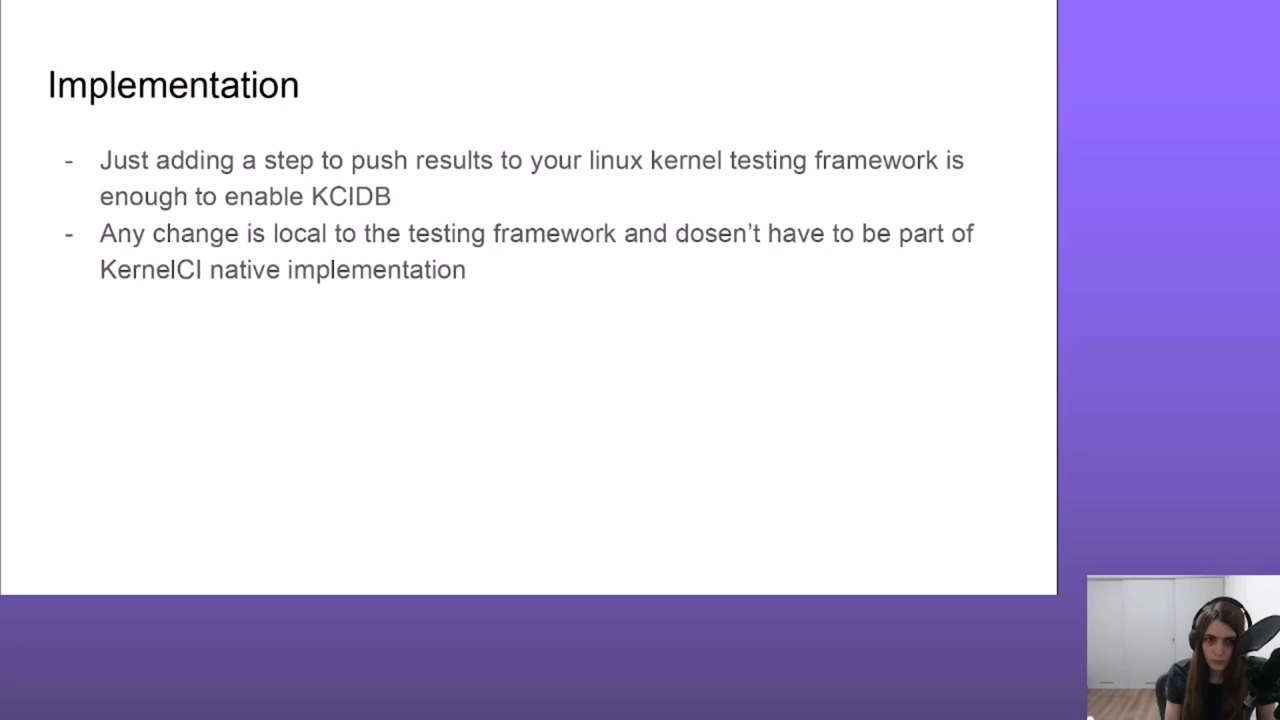 Implementation
- Just adding a step to push results to your linux kernel testing framework is
enough to enable KCIDB
- Any change is local to the testing framework and dosen’t have to be part of
KernelCI native implementation